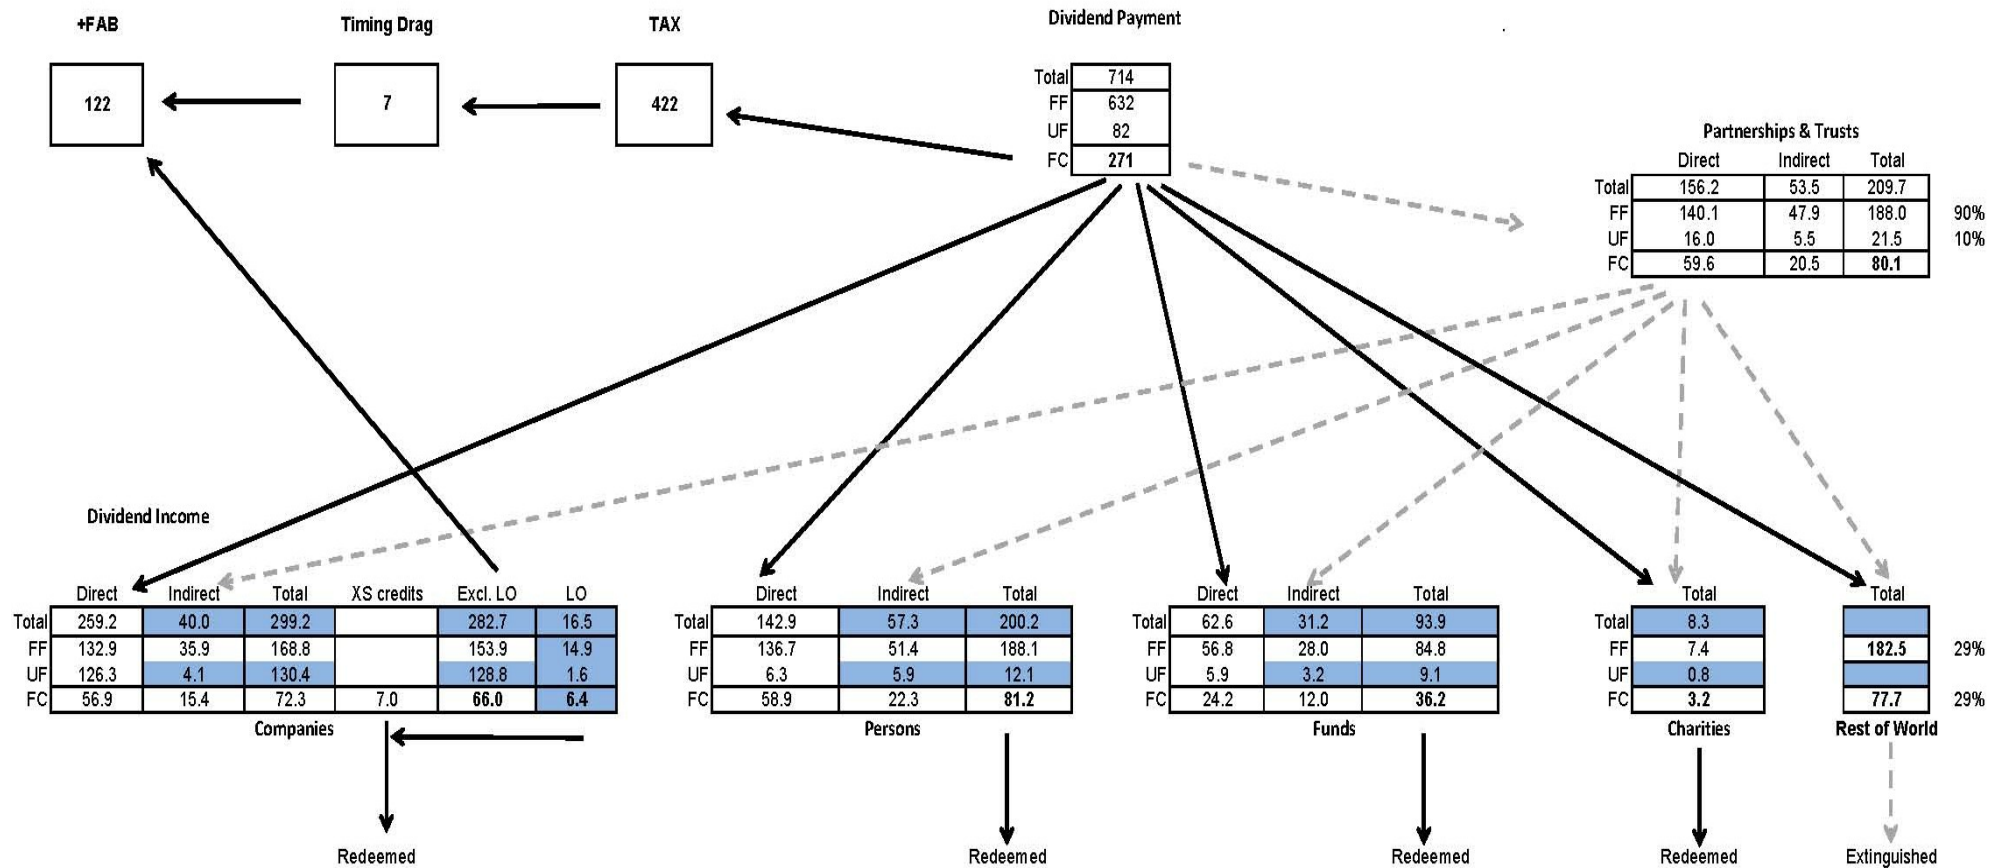 +FAB Timing Drag TAX Dividend Payment
122 7 422
Total 714
FF 632
UF 82
FC 271
Partnerships & Trusts
Direct Indirect Total
Total 156.2 53.5 209.7
FF 140.1 47.9 188.0 90%
UF 16.0 5.5 21.5 10%
FC 59.6 20.5 80.1
Dividend Income
Direct Indirect Total XS credits Excl. LO LO
Total 259.2 40.0 299.2 282.7 16.5
FF 132.9 35.9 168.8 153.9 14.9
UF 126.3 4.1 130.4 128.8 1.6
FC 56.9 15.4 72.3 7.0 66.0 6.4
Companies
Redeemed
Direct Indirect Total
Total 142.9 57.3 200.2
FF 136.7 51.4 188.1
UF 6.3 5.9 12.1
FC 58.9 22.3 81.2
Persons
Redeemed
Direct Indirect Total
Total 62.6 31.2 93.9
FF 56.8 28.0 84.8
UF 5.9 3.2 9.1
FC 24.2 12.0 36.2
Funds
Redeemed
Total
Total 8.3
FF 7.4
UF 0.8
FC 3.2
Charities
Redeemed
Total
182.5 29%
77.7 29%
Rest of World
Extinguished